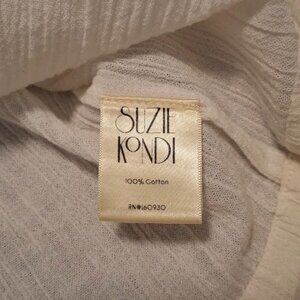 SUZIE
KONDI
100% Cotton
RN#160930